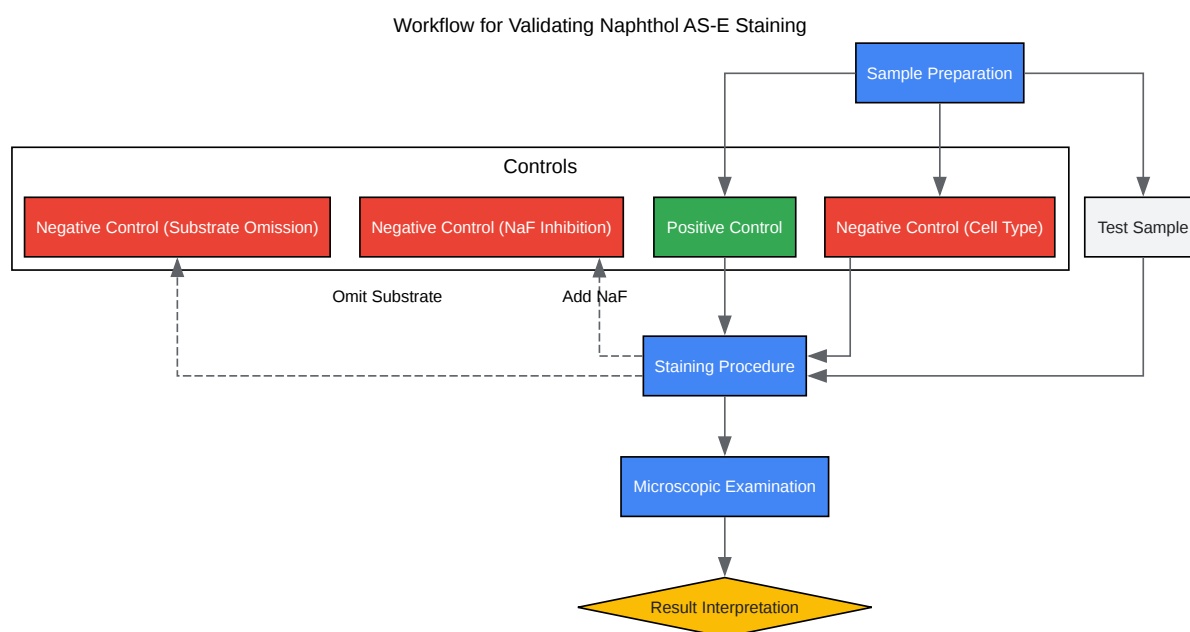 Workflow for Validating Naphthol AS-E Staining
Sample Preparation
Controls
Negative Control (Substrate Omission)
Negative Control (NaF Inhibition)
Positive Control
Negative Control (Cell Type)
Test Sample
Omit Substrate
Add NaF
Staining Procedure
Microscopic Examination
Result Interpretation